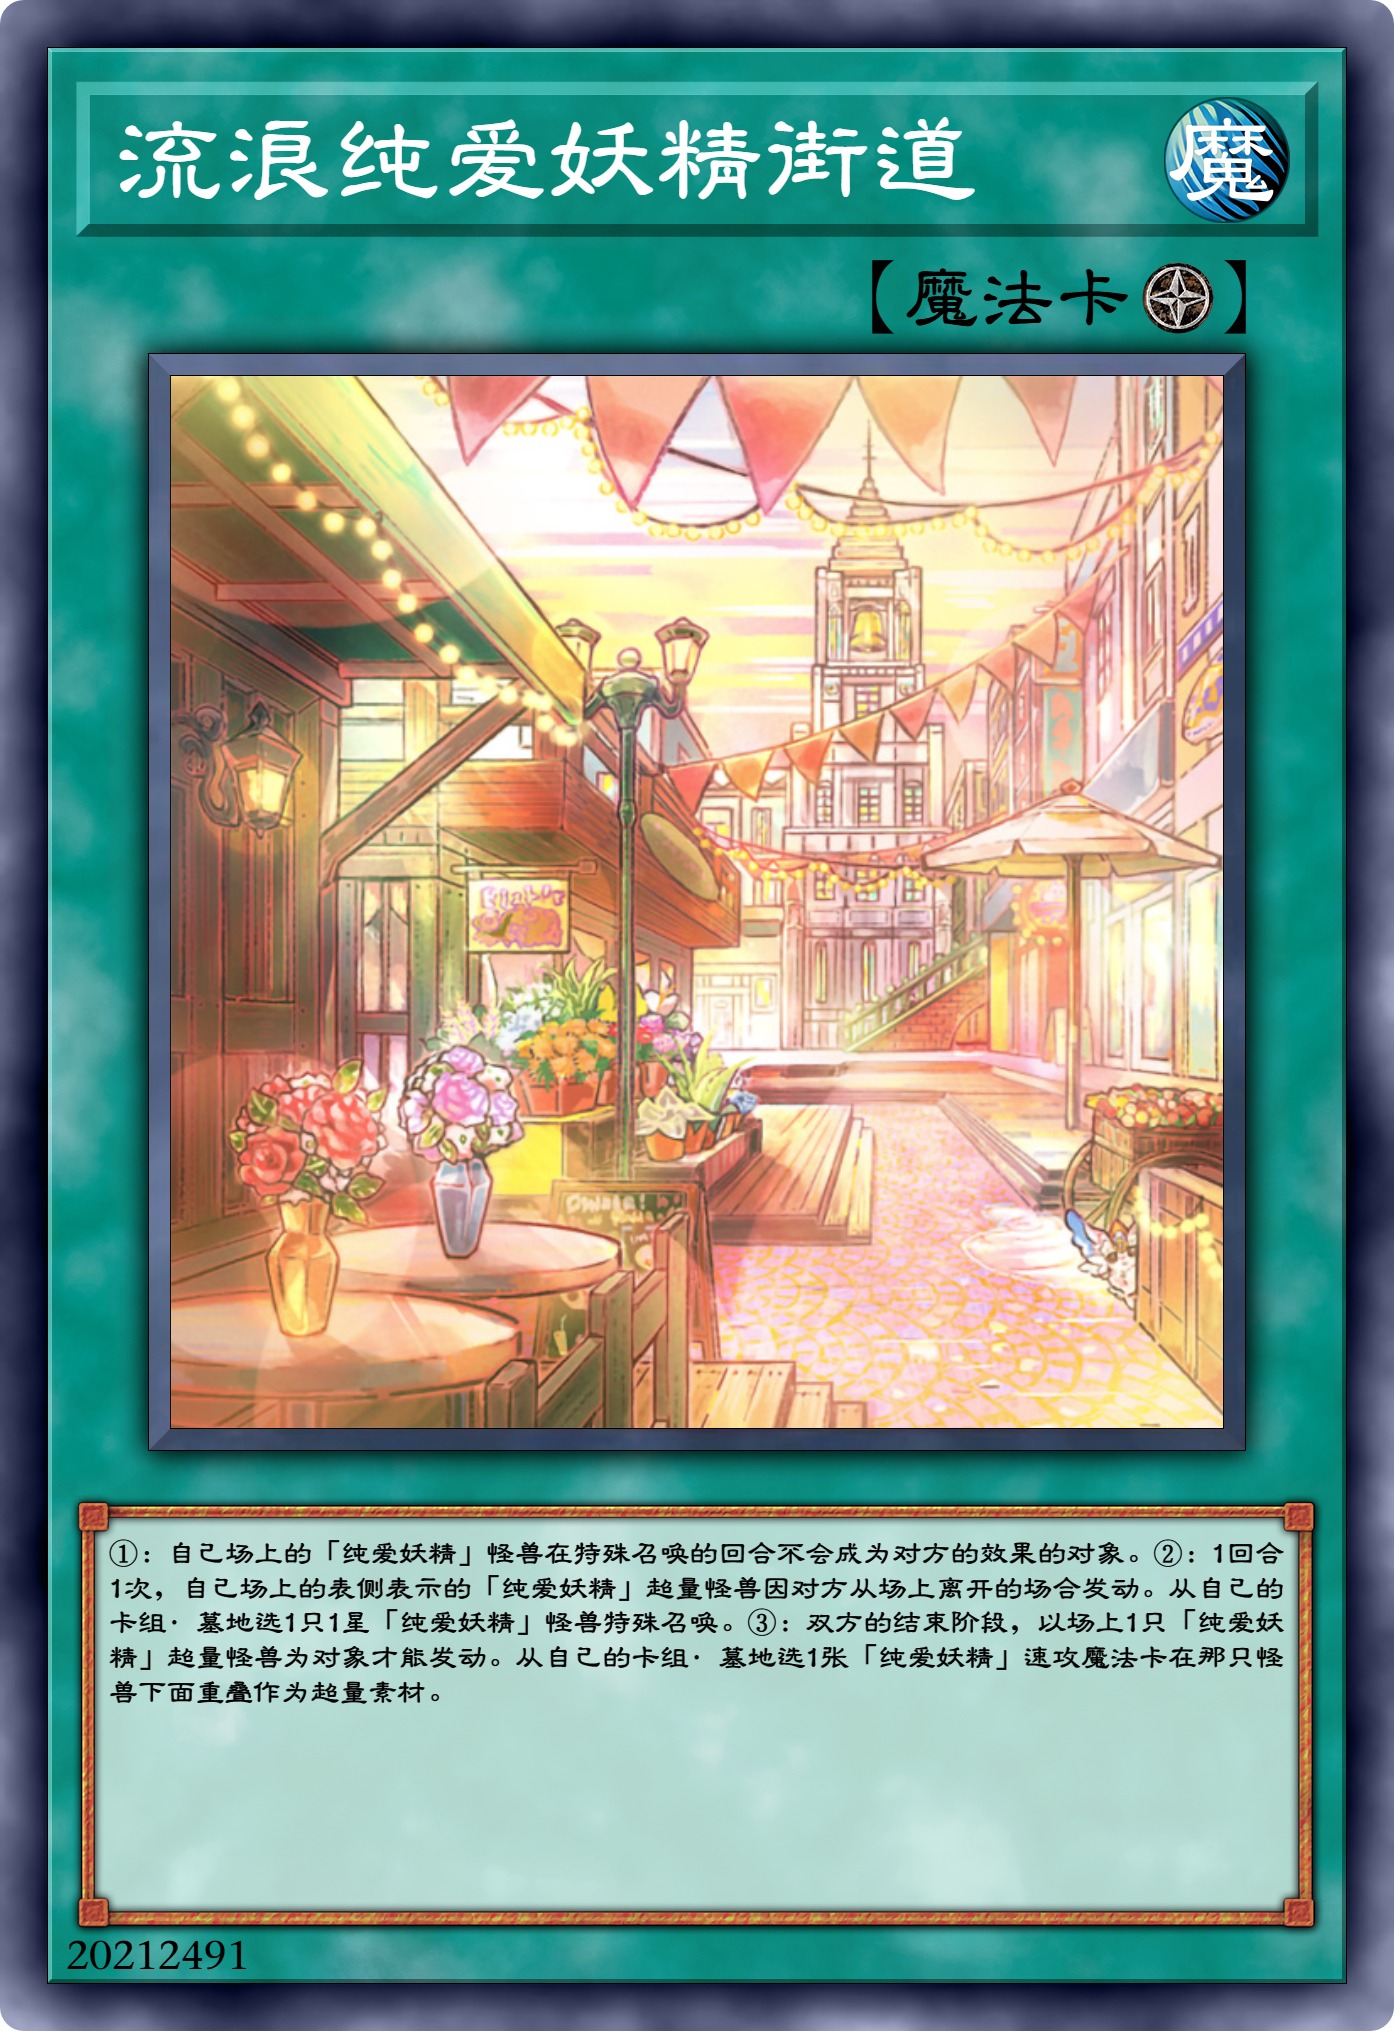 流浪纯爱妖精街道
魔
【魔法卡】
①：自己场上的「纯爱妖精」怪兽在特殊召唤的回合不会成为对方的效果的对象。②：1回合
1次，自己场上的表侧表示的「纯爱妖精」超量怪兽因对方从场上离开的场合发动。从自己的
卡组·墓地选1只1星「纯爱妖精」怪兽特殊召唤。③：双方的结束阶段，以场上1只「纯爱妖
精」超量怪兽为对象才能发动。从自己的卡组·墓地选1张「纯爱妖精」速攻魔法卡在那只怪
兽下面重叠作为超量素材。
20212491